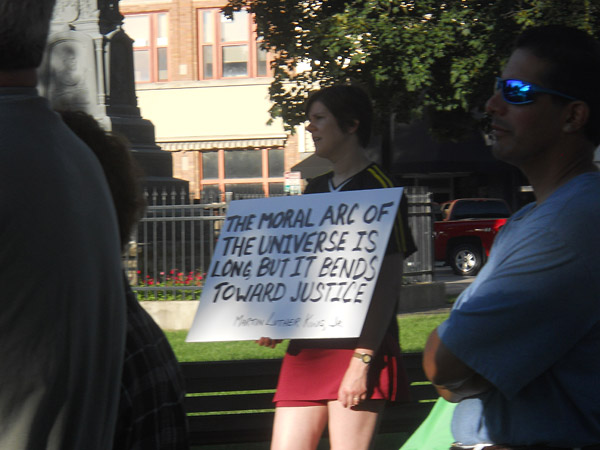 THE MORAL ARC OF
THE UNIVERSE IS
LONG, BUT IT BENDS
TOWARD JUSTICE
MARTIN LUTHER KING, JR.